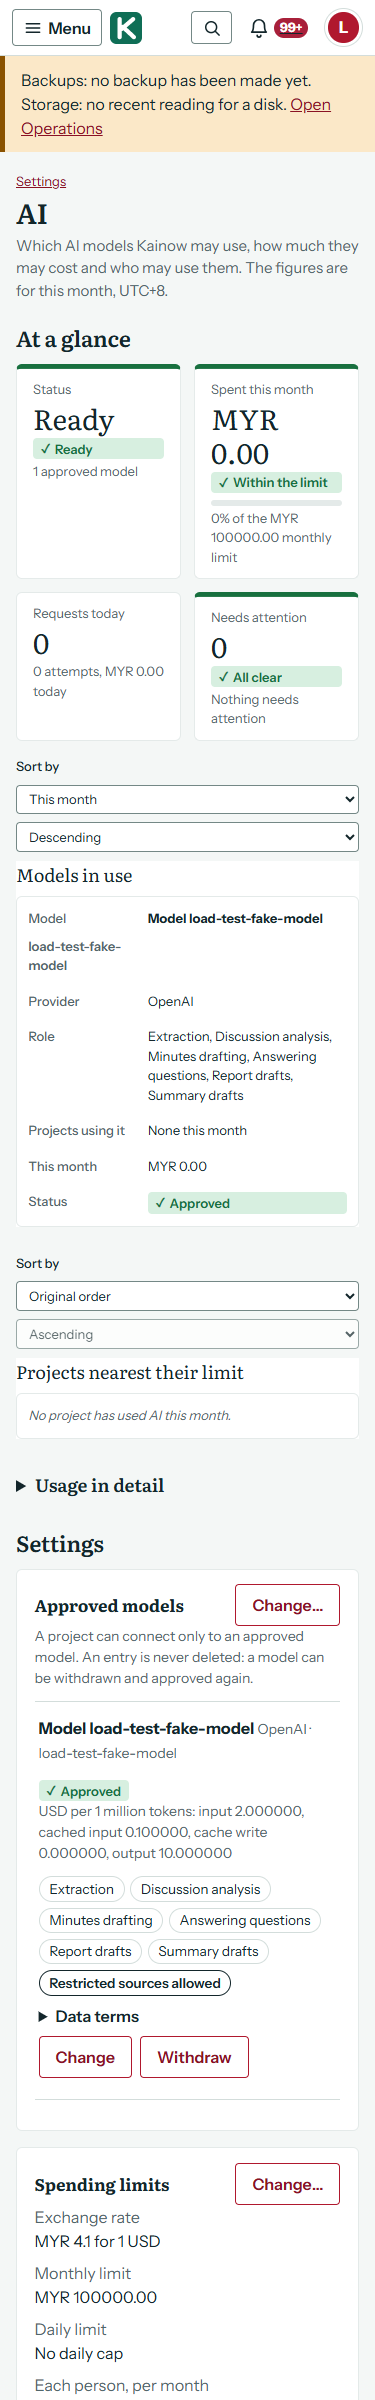 Menu
K
99+
L
Backups: no backup has been made yet.
Storage: no recent reading for a disk. Open
Operations
Settings
AI
Which AI models Kainow may use, how much they
may cost and who may use them. The figures are
for this month, UTC+8.
At a glance
Status
Ready
✓ Ready
1 approved model
Spent this month
MYR
0.00
✓ Within the limit
0% of the MYR
100000.00 monthly
limit
Requests today
0
0 attempts, MYR 0.00
today
Needs attention
0
✓ All clear
Nothing needs
attention
Sort by
This month
Descending
Models in use
Model
Model load-test-fake-model
load-test-fake-
model
Provider
OpenAI
Role
Extraction, Discussion analysis,
Minutes drafting, Answering
questions, Report drafts,
Summary drafts
Projects using it
None this month
This month
MYR 0.00
Status
✓ Approved
Sort by
Original order
Ascending
Projects nearest their limit
No project has used AI this month.
Usage in detail
Settings
Approved models
Change...
A project can connect only to an approved
model. An entry is never deleted: a model can
be withdrawn and approved again.
Model load-test-fake-model OpenAI ·
load-test-fake-model
✓ Approved
USD per 1 million tokens: input 2.000000,
cached input 0.100000, cache write
0.000000, output 10.000000
Extraction
Discussion analysis
Minutes drafting
Answering questions
Report drafts
Summary drafts
Restricted sources allowed
Data terms
Change
Withdraw
Spending limits
Change...
Exchange rate
MYR 4.1 for 1 USD
Monthly limit
MYR 100000.00
Daily limit
No daily cap
Each person, per month